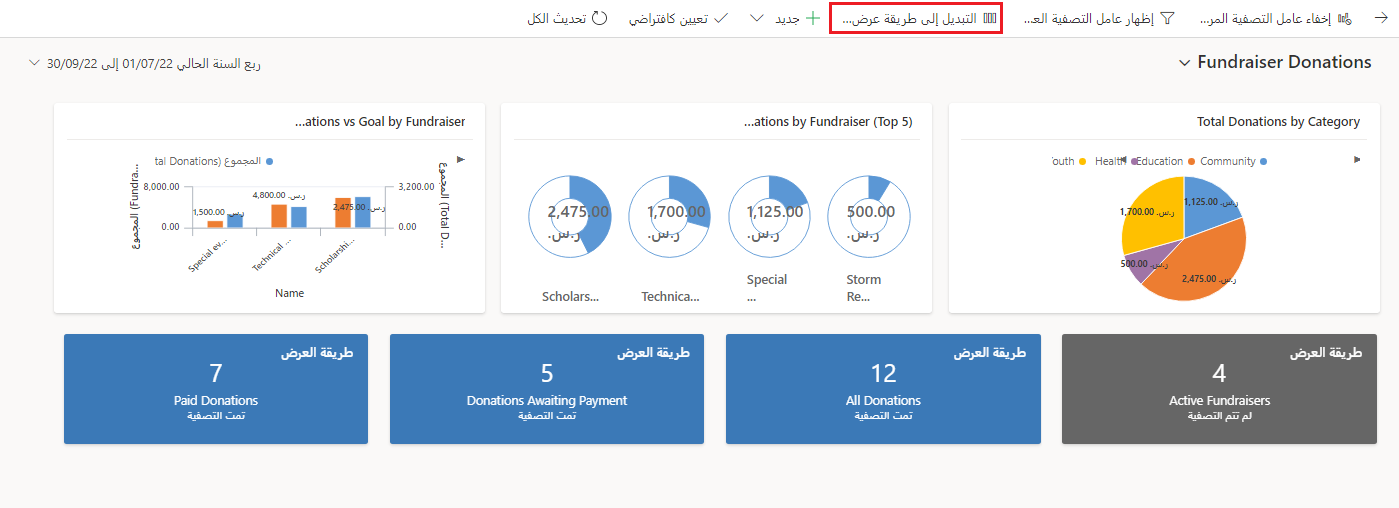 إخفاء عامل التصفية المر...
إظهار عامل التصفية الع...
التبديل إلى طريقة عرض...
جديد
تعيين كافتراضي
تحديث الكل
Fundraiser Donations
ربع السنة الحالي 01/07/22 إلى 30/09/22
Total Donations by Category
Community
Education
Health
outh
ر.س. 1,125.00
ر.س. 1,700.00
ر.س. 500.00
ر.س. 2,475.00
...ations by Fundraiser (Top 5)
500.00 ر.س.
1,125.00 ر.س.
1,700.00 ر.س.
2,475.00 ر.س.
Storm Re...
Special ...
Technica...
Scholars...
...ations vs Goal by Fundraiser
المجموع (tal Donations
المجموع (Total D...
المجموع (Fundra...
8,000.00
0.00
3,200.00
0.00
ر.س. 1,500.00
ر.س. 4,800.00
ر.س. 2,475.00
Special ev...
Technical ...
Scholarshi...
Name
طريقة العرض
4
Active Fundraisers
لم تتم التصفية
طريقة العرض
12
All Donations
تمت التصفية
طريقة العرض
5
Donations Awaiting Payment
تمت التصفية
طريقة العرض
7
Paid Donations
تمت التصفية